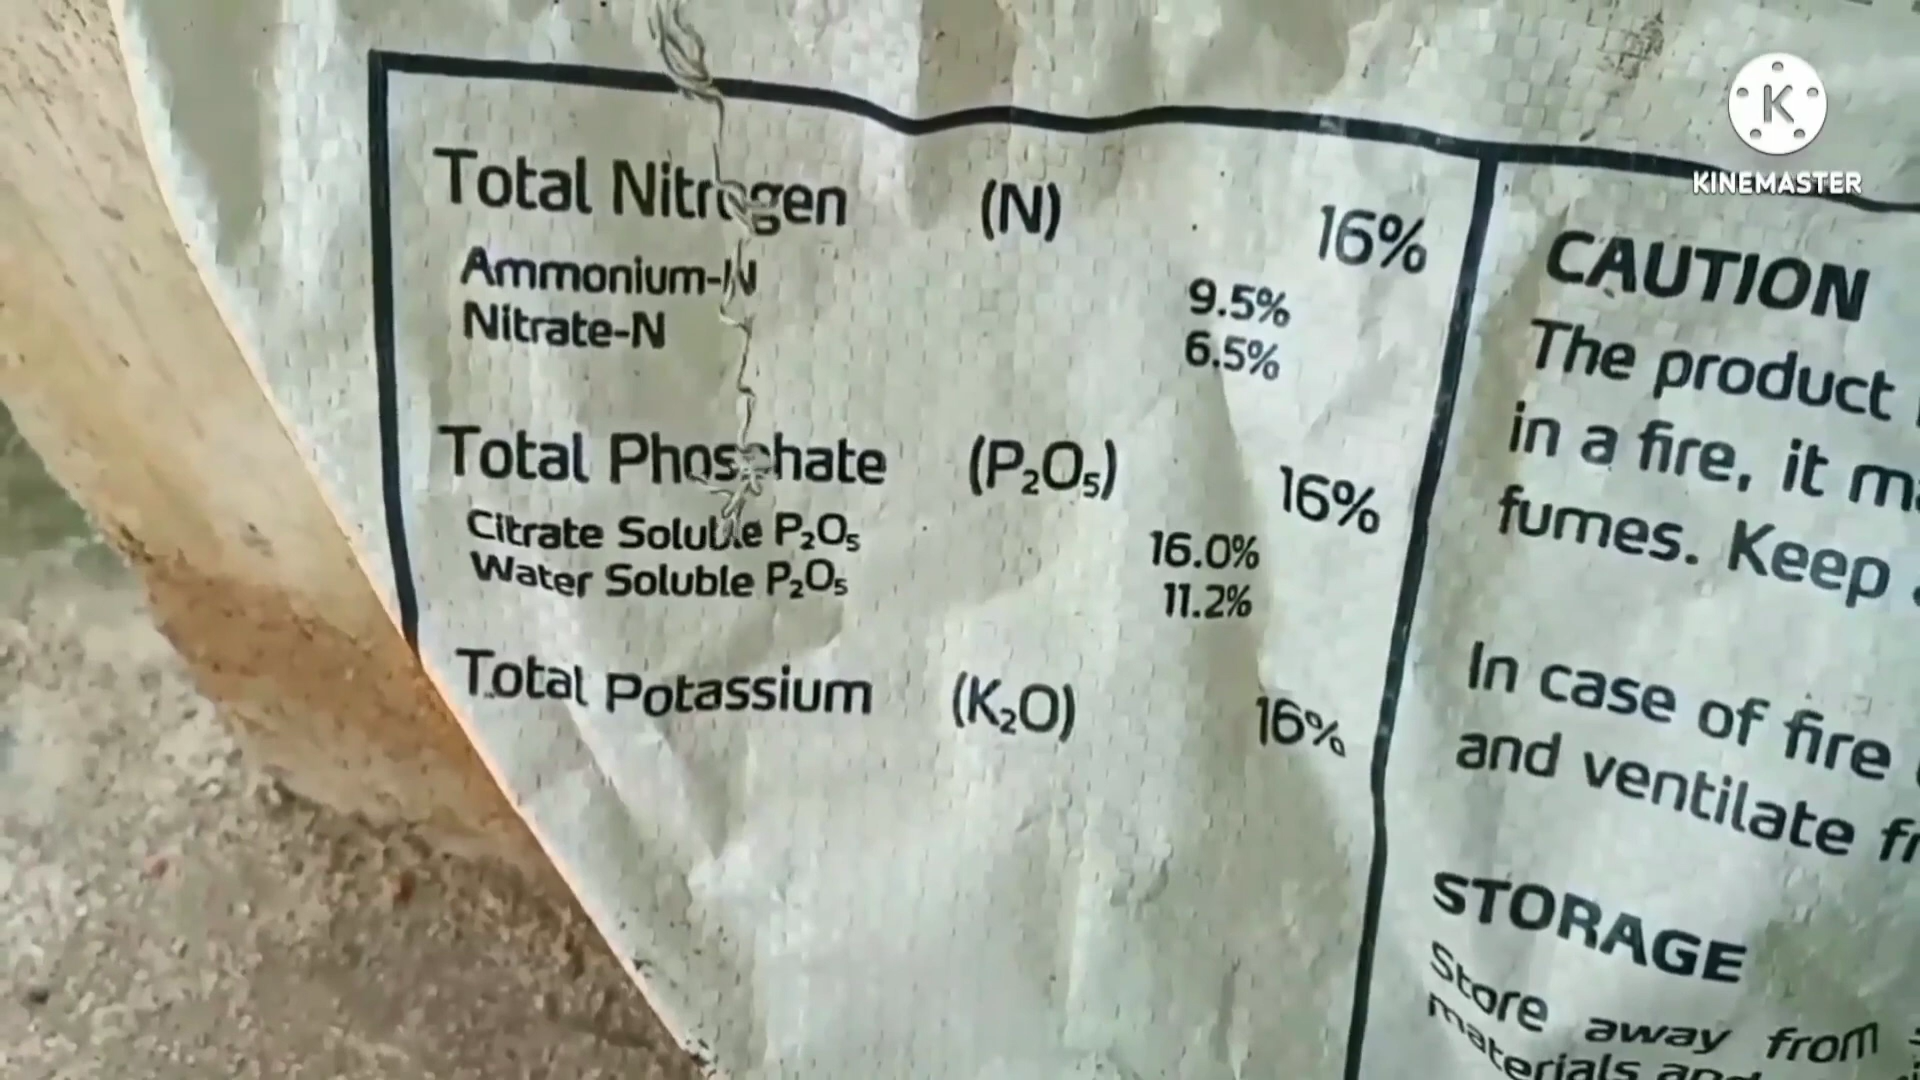 Total Nitrogen (N) 16%
Ammonium-N 9.5%
Nitrate-N 6.5%
Total Phosphate (P₂O₅) 16%
Citrate Soluble P₂O₅ 16.0%
Water Soluble P₂O₅ 11.2%
Total Potassium (K₂O) 16%
CAUTION
The product
in a fire, it
fumes. Keep
In case of fire
and ventilate
STORAGE
Store away from
materials
K
KINEMASTER